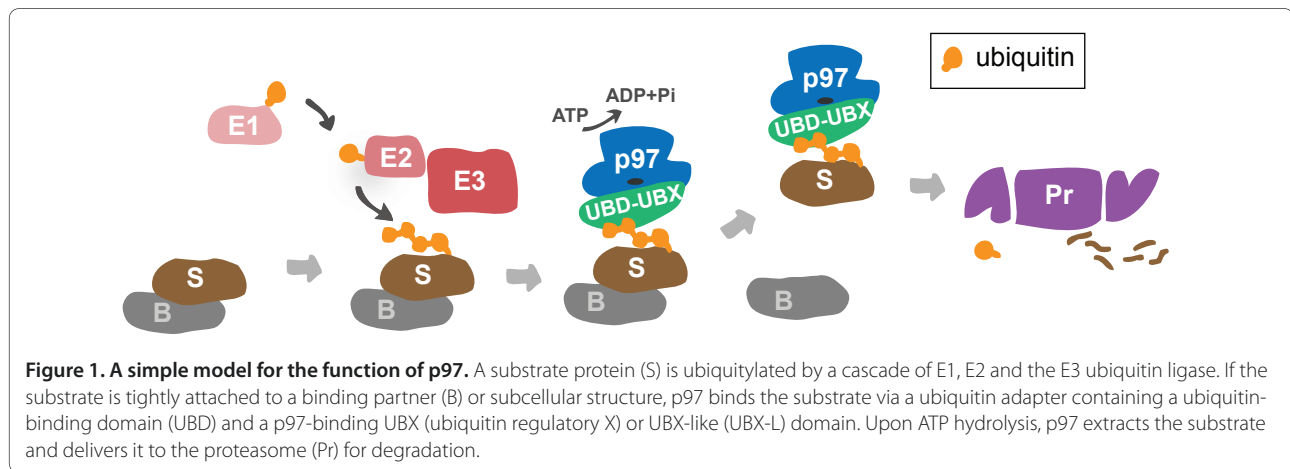 ubiquitin
p97
UBD-UBX
S
E1
ADP+Pi
ATP
E2
E3
p97
UBD-UBX
Pr
S
B
S
B
S
B
B
Figure 1. A simple model for the function of p97. A substrate protein (S) is ubiquitylated by a cascade of E1, E2 and the E3 ubiquitin ligase. If the
substrate is tightly attached to a binding partner (B) or subcellular structure, p97 binds the substrate via a ubiquitin adapter containing a ubiquitin-
binding domain (UBD) and a p97-binding UBX (ubiquitin regulatory X) or UBX-like (UBX-L) domain. Upon ATP hydrolysis, p97 extracts the substrate
and delivers it to the proteasome (Pr) for degradation.